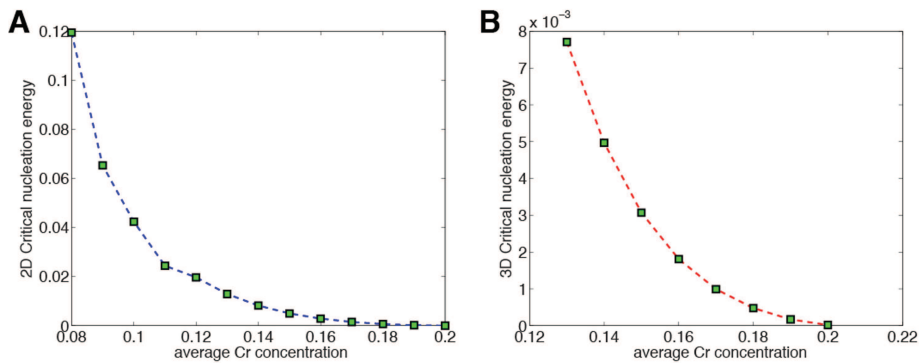 A
2D Critical nucleation energy
0.12
0.1
0.08
0.06
0.04
0.02
0
0.08 0.1 0.12 0.14 0.16 0.18 0.2
average Cr concentration
B
x 10^-3
3D Critical nucleation energy
8
7
6
5
4
3
2
1
0
0.12 0.14 0.16 0.18 0.2 0.22
average Cr concentration